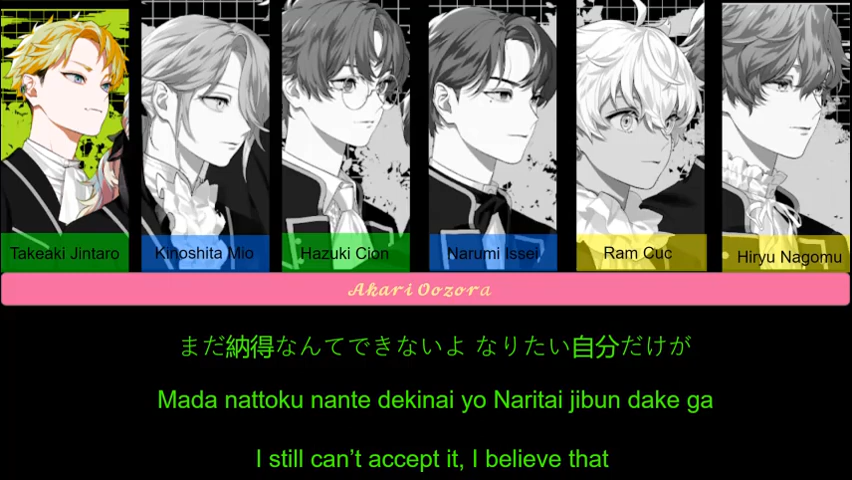 Takeaki Jintaro
Kinoshita Mio
Hazuki Cion
Narumi Issei
Ram Cuc
Hiryu Nagomu
Akari Oozora
まだ納得なんてできないよ なりたい自分だけが
Mada nattoku nante dekinai yo Naritai jibun dake ga
I still can't accept it, I believe that